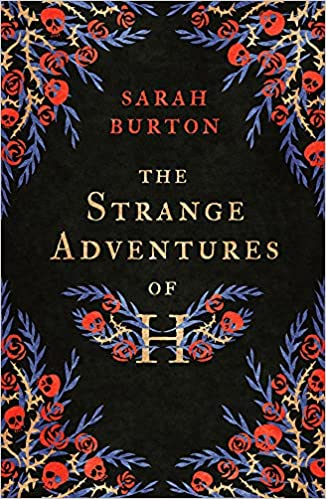 SARAH
BURTON
THE
STRANGE
ADVENTURES
OF
H